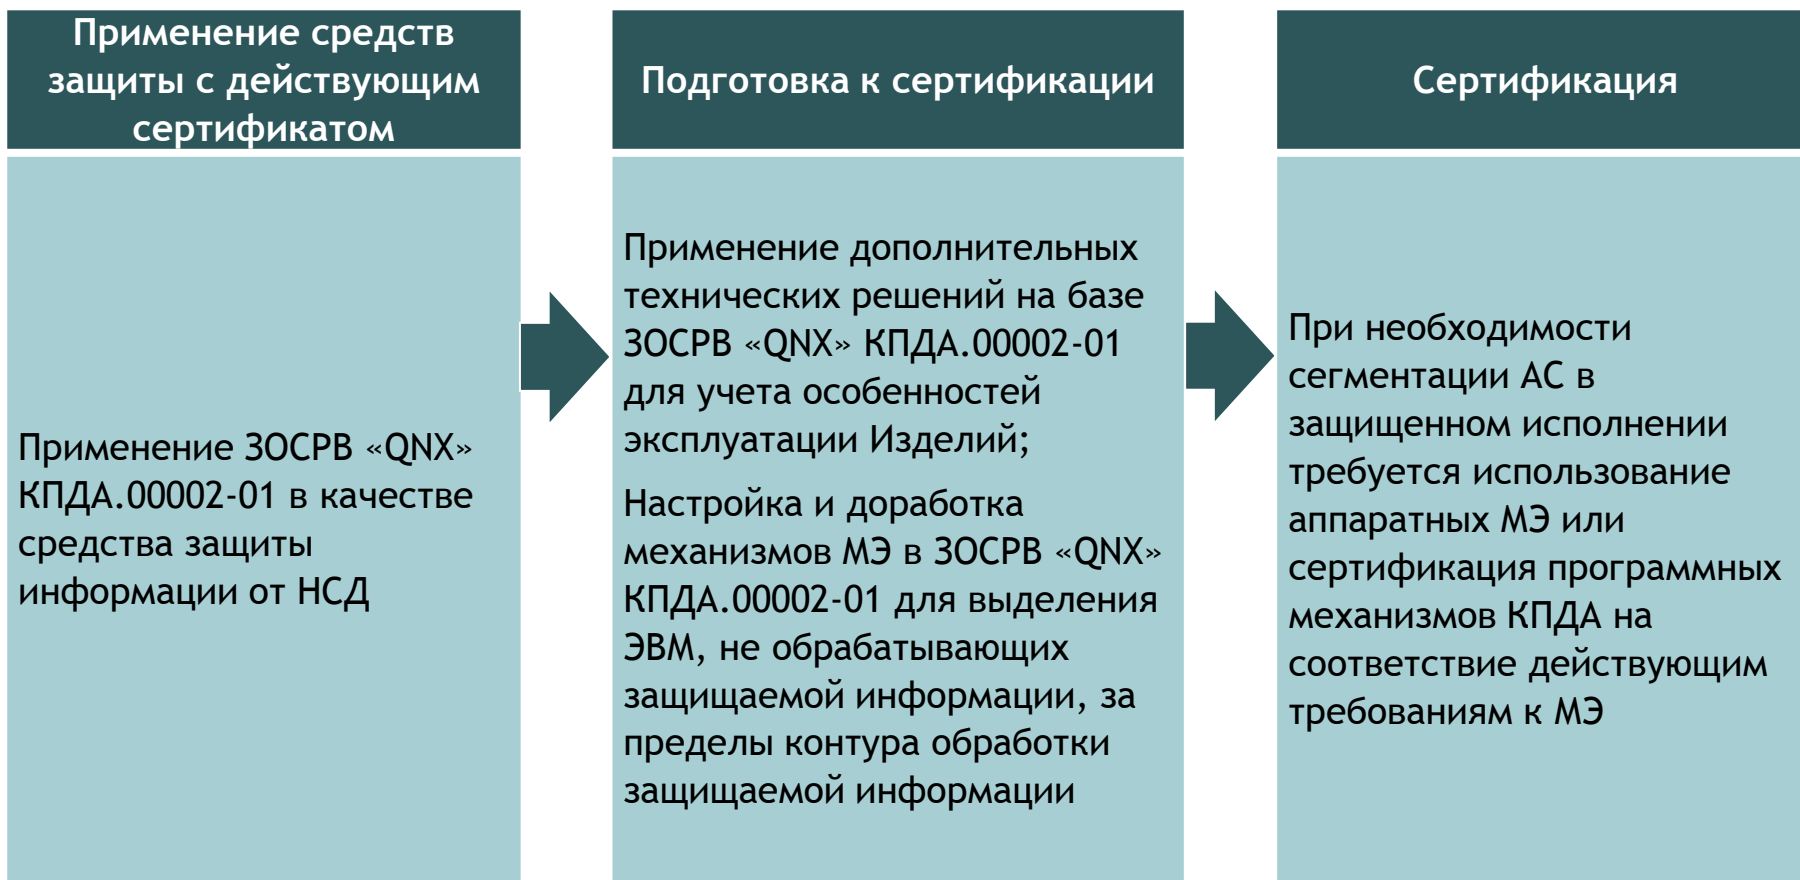 Применение средств
защиты с действующим
сертификатом
Применение ЗОСРВ «QNX»
КПДА.00002-01 в качестве
средства защиты
информации от НСД
Подготовка к сертификации
Применение дополнительных
технических решений на базе
ЗОСРВ «QNX» КПДА.00002-01
для учета особенностей
эксплуатации Изделий;
Настройка и доработка
механизмов МЭ в ЗОСРВ «QNX»
КПДА.00002-01 для выделения
ЭВМ, не обрабатывающих
защищаемой информации, за
пределы контура обработки
защищаемой информации
Сертификация
При необходимости
сегментации АС в
защищенном исполнении
требуется использование
аппаратных МЭ или
сертификация программных
механизмов КПДА на
соответствие действующим
требованиям к МЭ